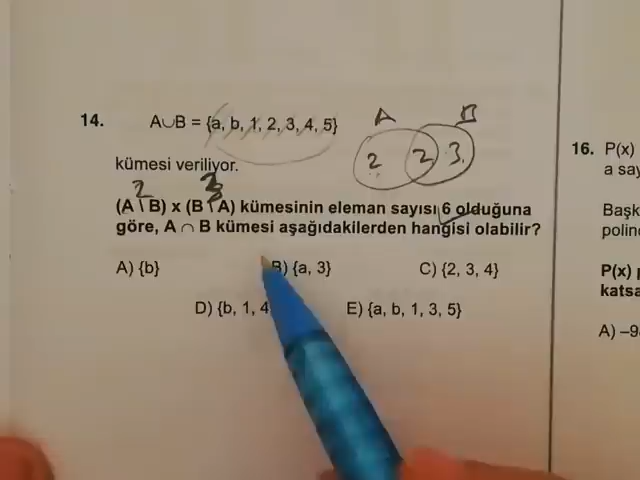 14. A∪B = {a, b, 1, 2, 3, 4, 5}
A B
2 2 3
kümesi veriliyor.
2 3
(A \ B) x (B \ A) kümesinin eleman sayısı 6 olduğuna
göre, A ∩ B kümesi aşağıdakilerden hangisi olabilir?
A) {b} B) {a, 3} C) {2, 3, 4}
D) {b, 1, 4 E) {a, b, 1, 3, 5}
16. P(x)
a say
Başk
polin
P(x)
katsa
A) –9